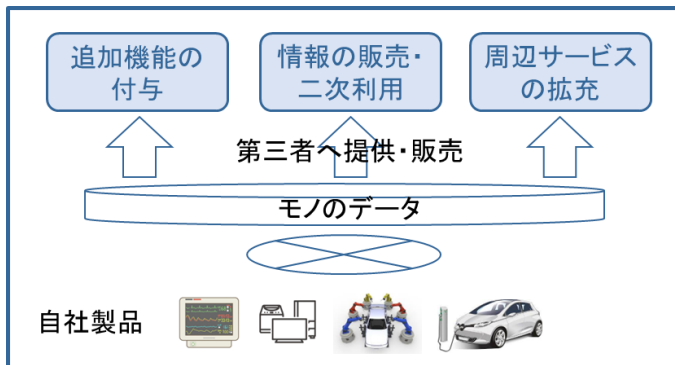 追加機能の
付与
情報の販売・
二次利用
周辺サービス
の拡充
第三者へ提供・販売
モノのデータ
自社製品